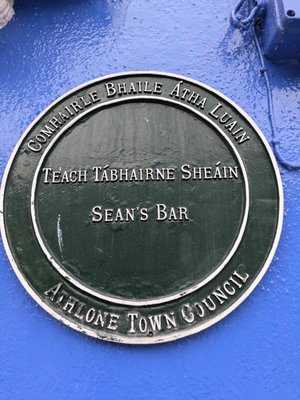 Comhairle Bhaile Átha Luain
Teach Tábhairne Sheáin
Sean's Bar
Athlone Town Council